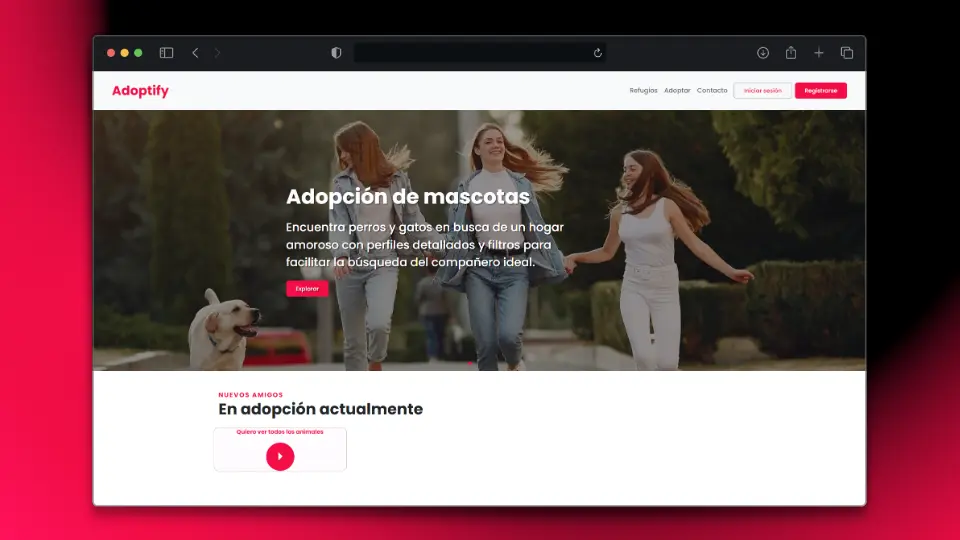 Adoptify
Refugios Adoptar Contacto Iniciar sesión Registrarse
Adopción de mascotas
Encuentra perros y gatos en busca de un hogar
amoroso con perfiles detallados y filtros para
facilitar la búsqueda del compañero ideal.
Explorar
NUEVOS AMIGOS
En adopción actualmente
Quiero ver todos los animales